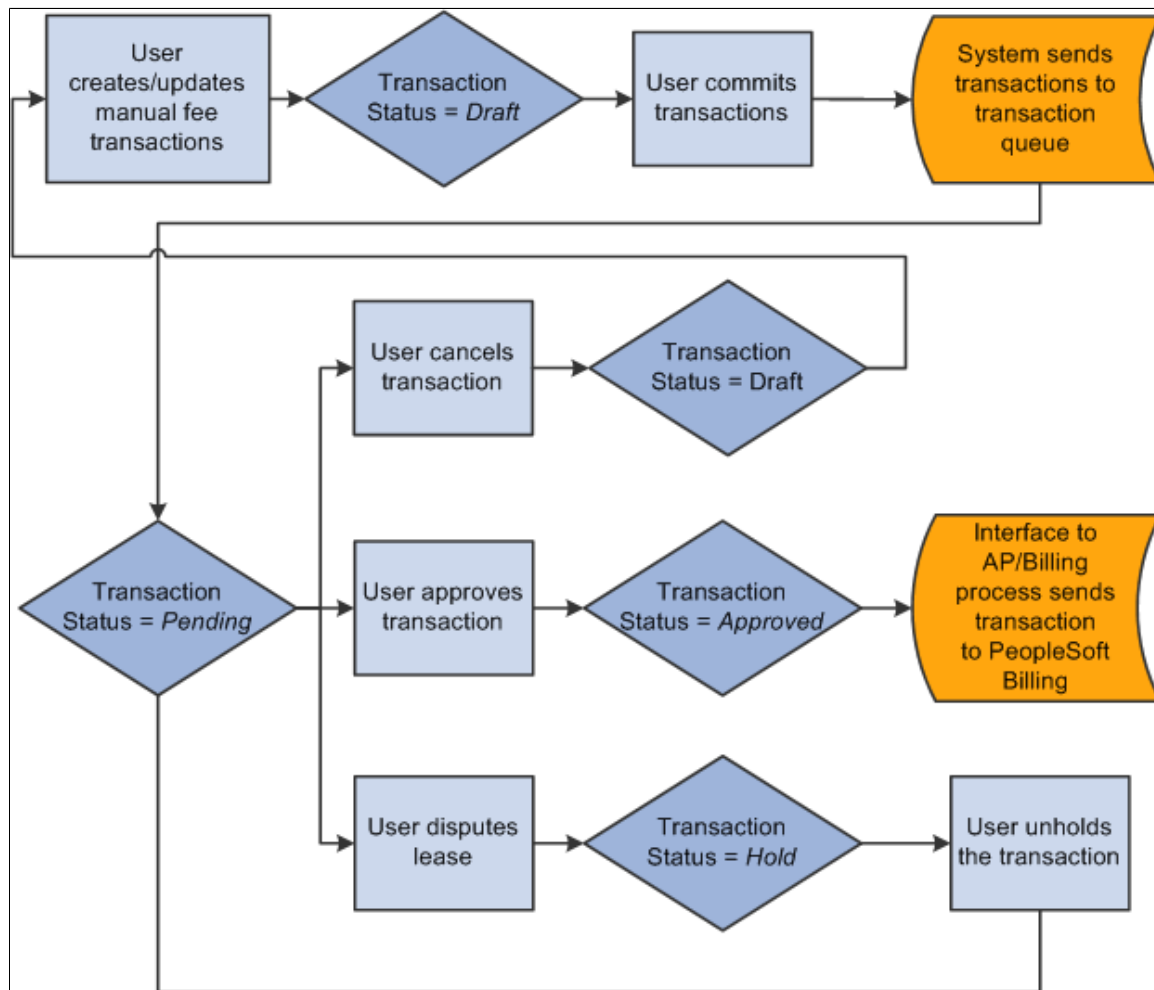 User
creates/updates
manual fee
transactions
Transaction
Status = Draft
User commits
transactions
System sends
transactions to
transaction
queue
User cancels
transaction
Transaction
Status = Draft
Transaction
Status = Pending
User approves
transaction
Transaction
Status = Approved
Interface to
AP/Billing
process sends
transaction
to PeopleSoft
Billing
User disputes
lease
Transaction
Status = Hold
User unholds
the transaction